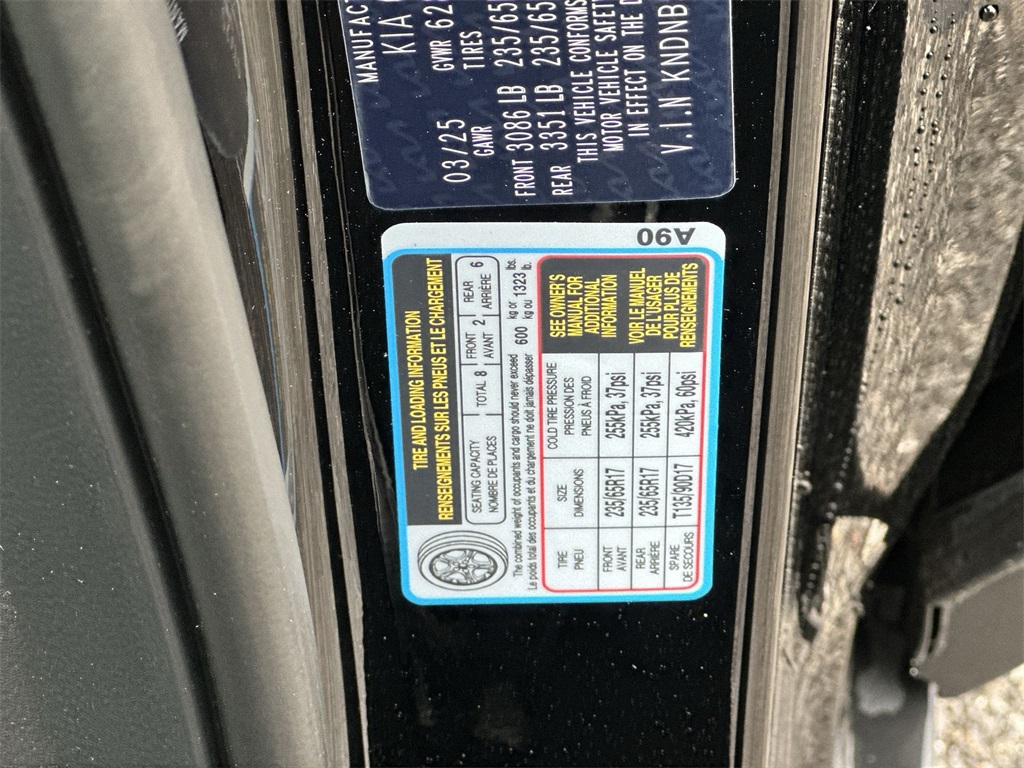 MANUFAC
KIA
03/25 GVWR 62
GAWR TIRES
FRONT 3086 LB 235/65
REAR 3351 LB 235/65
THIS VEHICLE CONFORMS
MOTOR VEHICLE SAFET
IN EFFECT ON THE D
V.I.N KNDNB
A90
TIRE AND LOADING INFORMATION
RENSEIGNEMENTS SUR LES PNEUS ET LE CHARGEMENT
SEATING CAPACITY
NOMBRE DE PLACES
TOTAL 8
FRONT
AVANT 2
REAR
ARRIÈRE 6
The combined weight of occupants and cargo should never exceed
Le poids total des occupants et du chargement ne doit jamais dépasser
600 kg or
kg ou 1323 lbs.
lb.
TIRE
PNEU
SIZE
DIMENSIONS
COLD TIRE PRESSURE
PRESSION DES
PNEUS À FROID
FRONT
AVANT
235/65R17
255kPa, 37psi
REAR
ARRIÈRE
235/65R17
255kPa, 37psi
SPARE
DE SECOURS
T135/90D17
420kPa, 60psi
SEE OWNER'S
MANUAL FOR
ADDITIONAL
INFORMATION
VOIR LE MANUEL
DE L'USAGER
POUR PLUS DE
RENSEIGNEMENTS